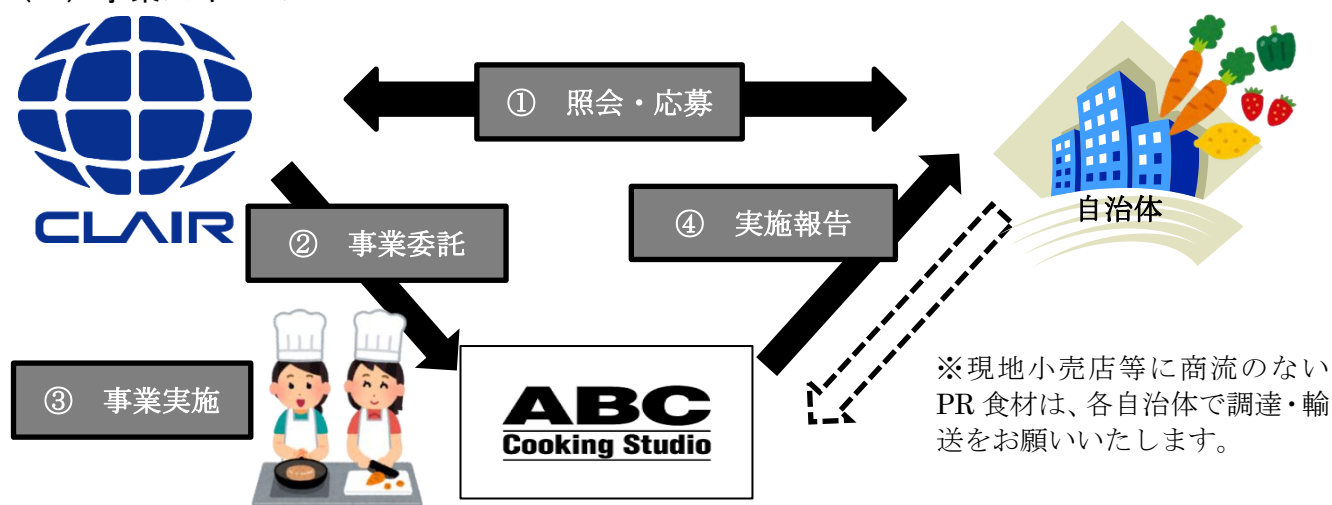 ① 照会・応募
CLAIR
② 事業委託
④ 実施報告
自治体
③ 事業実施
ABC
Cooking Studio
※現地小売店等に商流のない
PR 食材は、各自治体で調達・輸
送をお願いいたします。